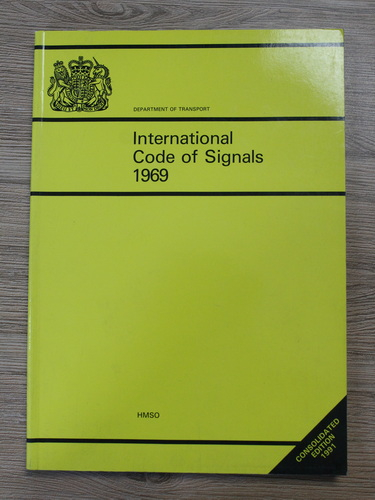 DEPARTMENT OF TRANSPORT
International
Code of Signals
1969
HMSO
CONSOLIDATED
EDITION
1991